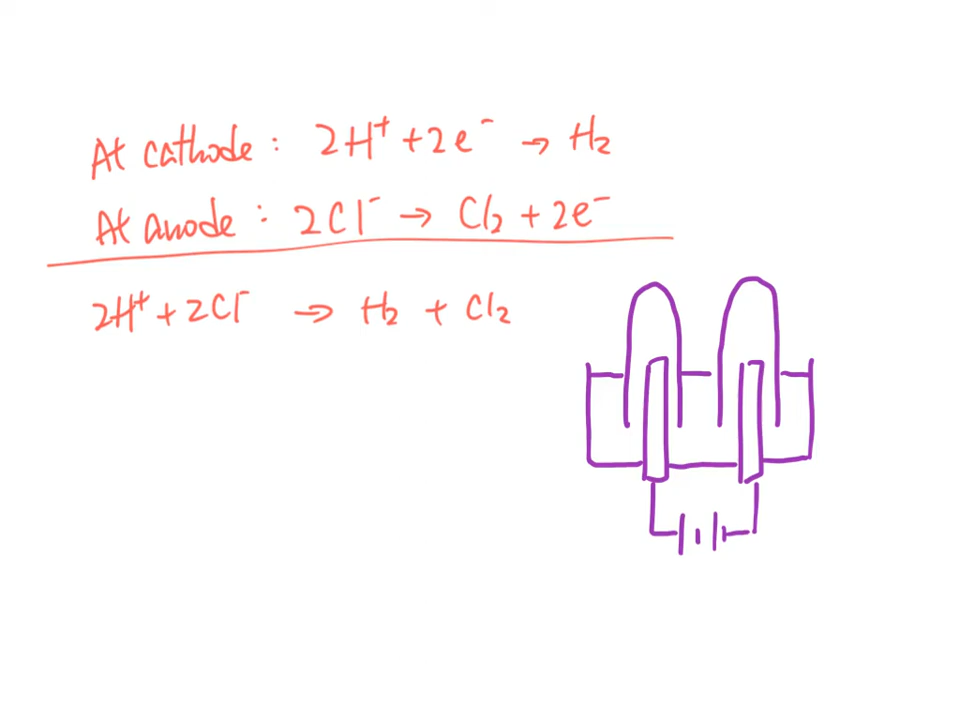 At cathode : 2H⁺ + 2e⁻ → H₂
At anode : 2Cl⁻ → Cl₂ + 2e⁻
2H⁺ + 2Cl⁻ → H₂ + Cl₂